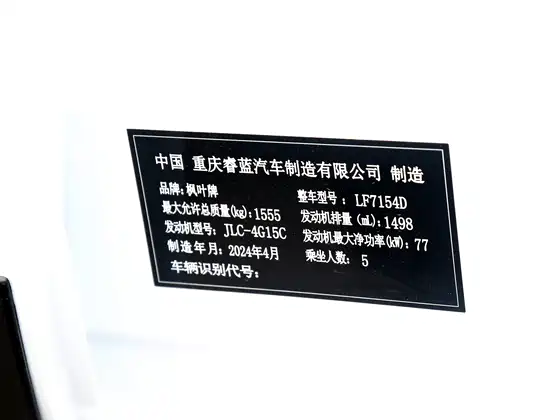 中国 重庆睿蓝汽车制造有限公司 制造
品牌:枫叶牌 整车型号：LF7154D
最大允许总质量(kg):1555 发动机排量(mL):1498
发动机型号: JLC-4G15C 发动机最大净功率(kW): 77
制造年月:2024年4月 乘坐人数: 5
车辆识别代号: